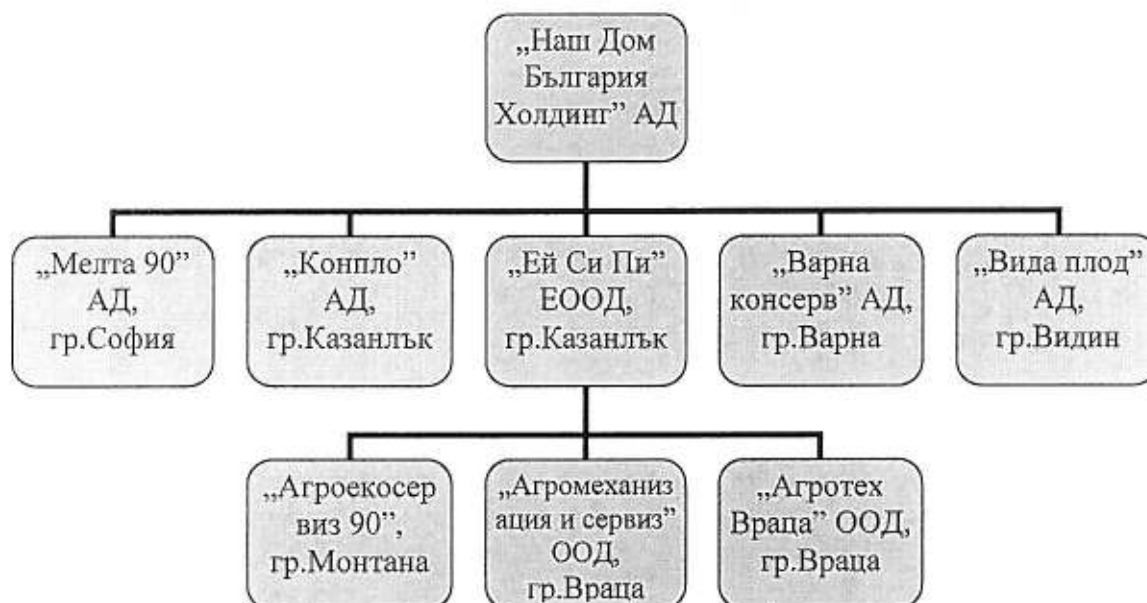 „Наш Дом
България
Холдинг” АД
„Мелта 90”
АД,
гр.София
„Конпло”
АД,
гр.Казанлък
„Ей Си Пи”
ЕООД,
гр.Казанлък
„Варна
консерв” АД,
гр.Варна
„Вида плод”
АД,
гр.Видин
„Агроекосер
виз 90”,
гр.Монтана
„Агромеханиз
ация и сервиз”
ООД,
гр.Враца
„Агротех
Враца” ООД,
гр.Враца